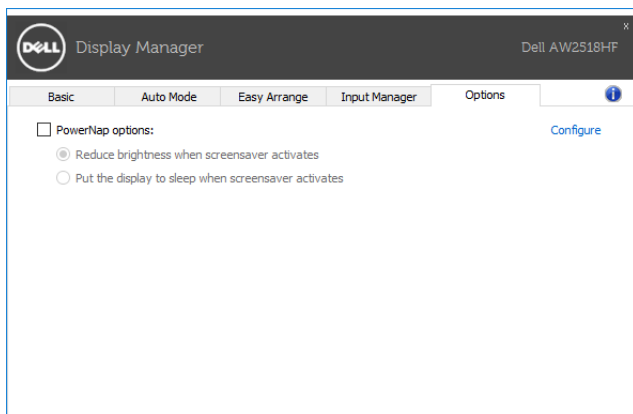 DELL Display Manager Dell AW2518HF x
Basic Auto Mode Easy Arrange Input Manager Options i
PowerNap options: Configure
Reduce brightness when screensaver activates
Put the display to sleep when screensaver activates